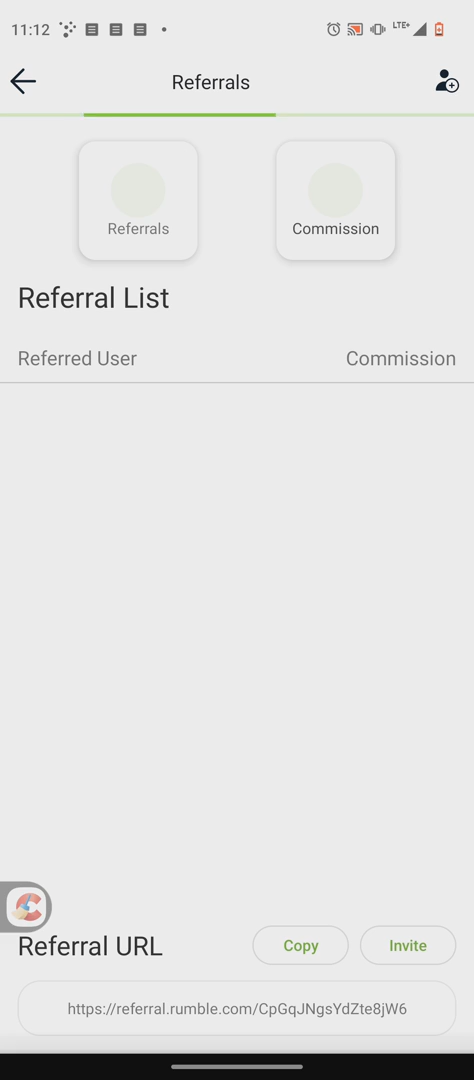 11:12
LTE+
Referrals
Referrals
Commission
Referral List
Referred User
Commission
Referral URL
Copy
Invite
https://referral.rumble.com/CpGqJNgsYdZte8jW6